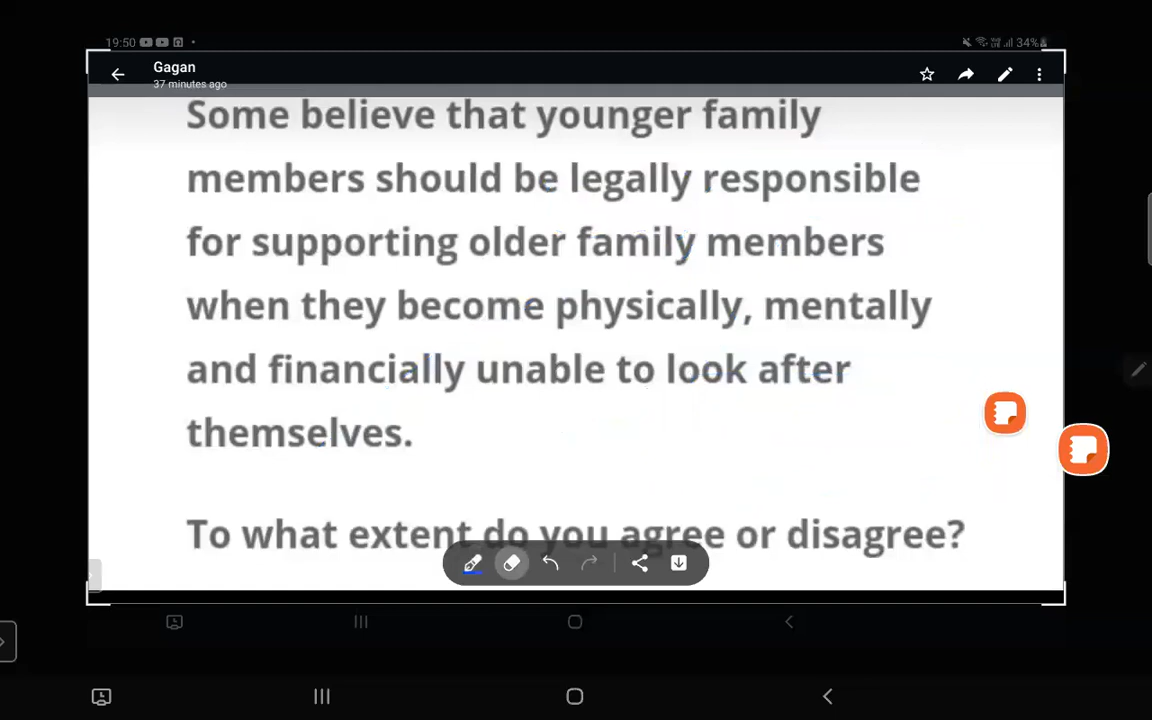 19:50
34%
Gagan
37 minutes ago
Some believe that younger family
members should be legally responsible
for supporting older family members
when they become physically, mentally
and financially unable to look after
themselves.
To what extent do you agree or disagree?